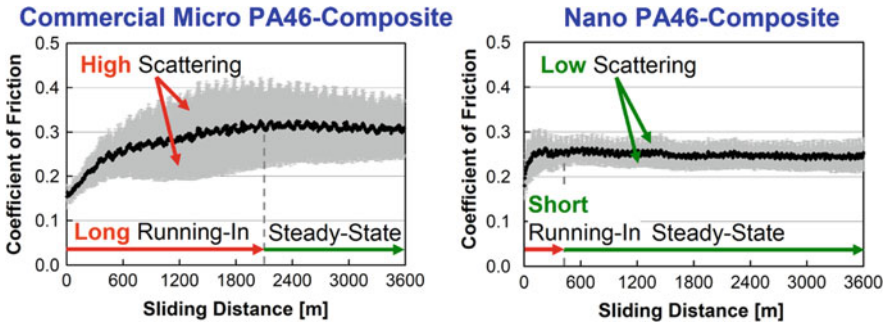 Commercial Micro PA46-Composite
Coefficient of Friction
0.5
0.4
0.3
0.2
0.1
0.0
High Scattering
Long Running-In
Steady-State
0
600
1200
1800
2400
3000
3600
Sliding Distance [m]
Nano PA46-Composite
Coefficient of Friction
0.5
0.4
0.3
0.2
0.1
0.0
Low Scattering
Short
Running-In
Steady-State
0
600
1200
1800
2400
3000
3600
Sliding Distance [m]